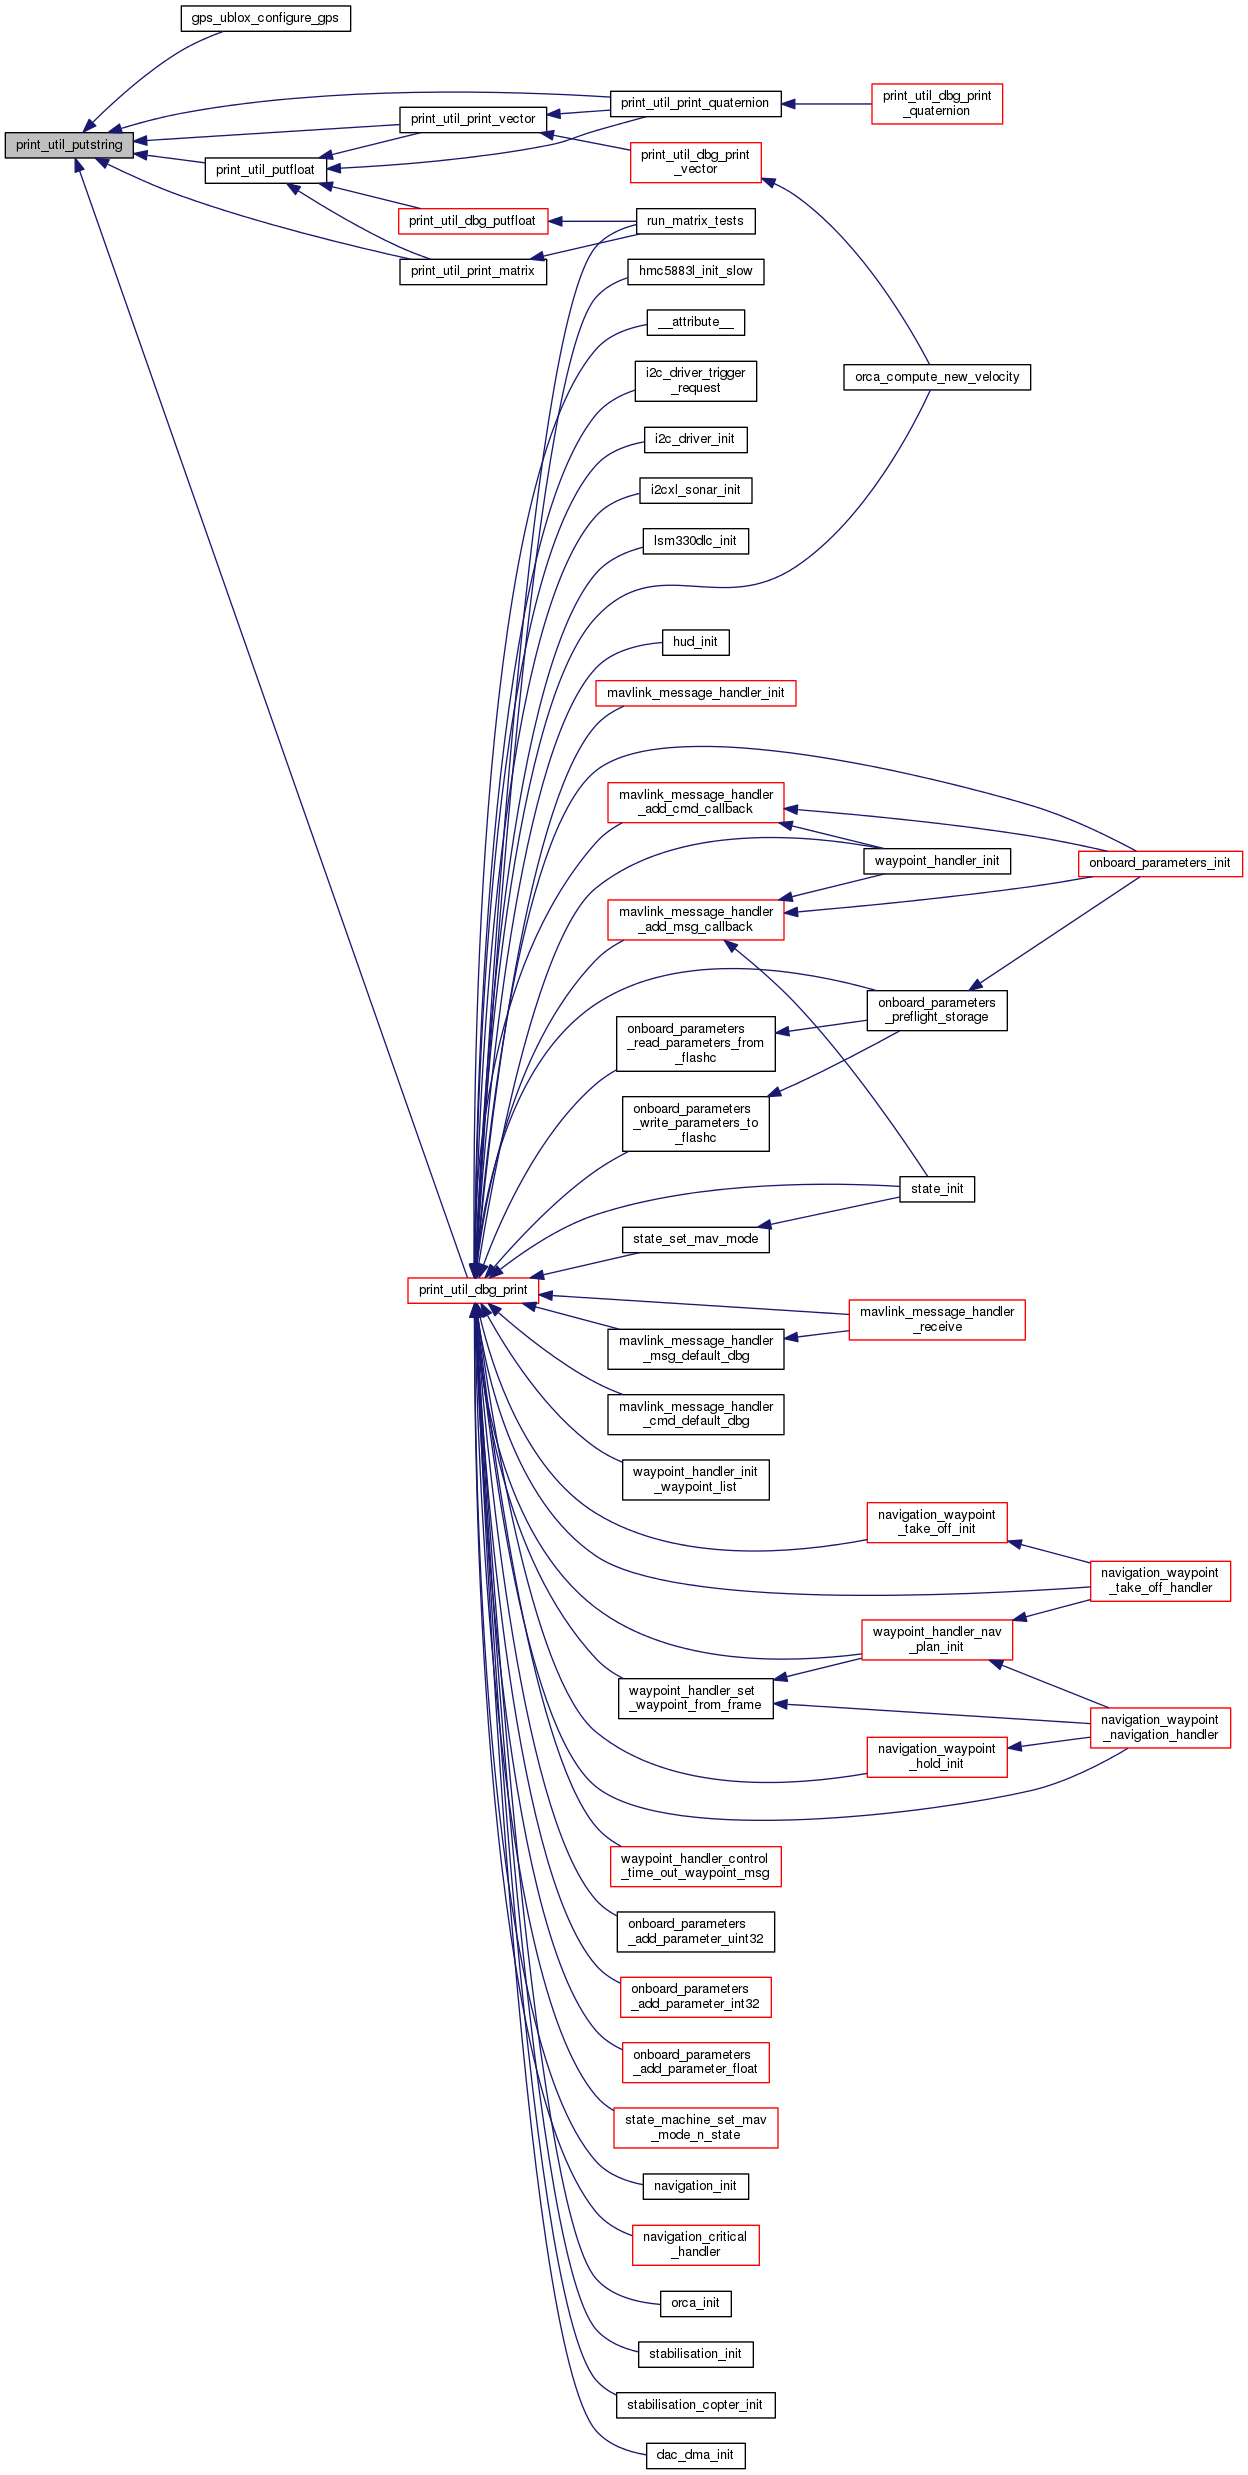 gps_ublox_configure_gps
print_util_dbg_print
_quaternion
print_util_print_quaternion
print_util_print_vector
print_util_putstring
print_util_dbg_print
_vector
print_util_putfloat
print_util_dbg_putfloat
run_matrix_tests
print_util_print_matrix
hmc5883l_init_slow
__attribute__
i2c_driver_trigger
_request
orca_compute_new_velocity
i2c_driver_init
i2cxl_sonar_init
lsm330dlc_init
hud_init
mavlink_message_handler_init
mavlink_message_handler
_add_cmd_callback
waypoint_handler_init
onboard_parameters_init
mavlink_message_handler
_add_msg_callback
onboard_parameters
_preflight_storage
onboard_parameters
_read_parameters_from
_flashc
onboard_parameters
_write_parameters_to
_flashc
state_init
state_set_mav_mode
print_util_dbg_print
mavlink_message_handler
_receive
mavlink_message_handler
_msg_default_dbg
mavlink_message_handler
_cmd_default_dbg
waypoint_handler_init
_waypoint_list
navigation_waypoint
_take_off_init
navigation_waypoint
_take_off_handler
waypoint_handler_nav
_plan_init
waypoint_handler_set
_waypoint_from_frame
navigation_waypoint
_navigation_handler
navigation_waypoint
_hold_init
waypoint_handler_control
_time_out_waypoint_msg
onboard_parameters
_add_parameter_uint32
onboard_parameters
_add_parameter_int32
onboard_parameters
_add_parameter_float
state_machine_set_mav
_mode_n_state
navigation_init
navigation_critical
_handler
orca_init
stabilisation_init
stabilisation_copter_init
dac_dma_init